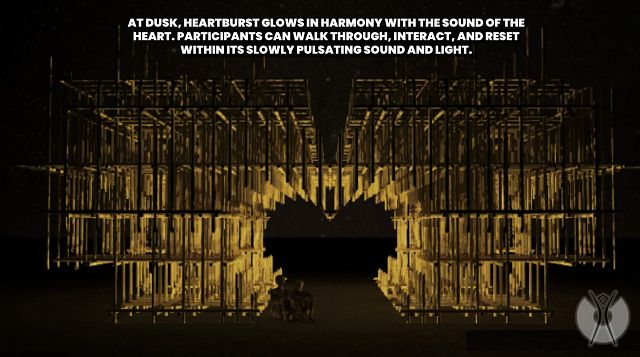 AT DUSK, HEARTBURST GLOWS IN HARMONY WITH THE SOUND OF THE
HEART. PARTICIPANTS CAN WALK THROUGH, INTERACT, AND RESET
WITHIN ITS SLOWLY PULSATING SOUND AND LIGHT.